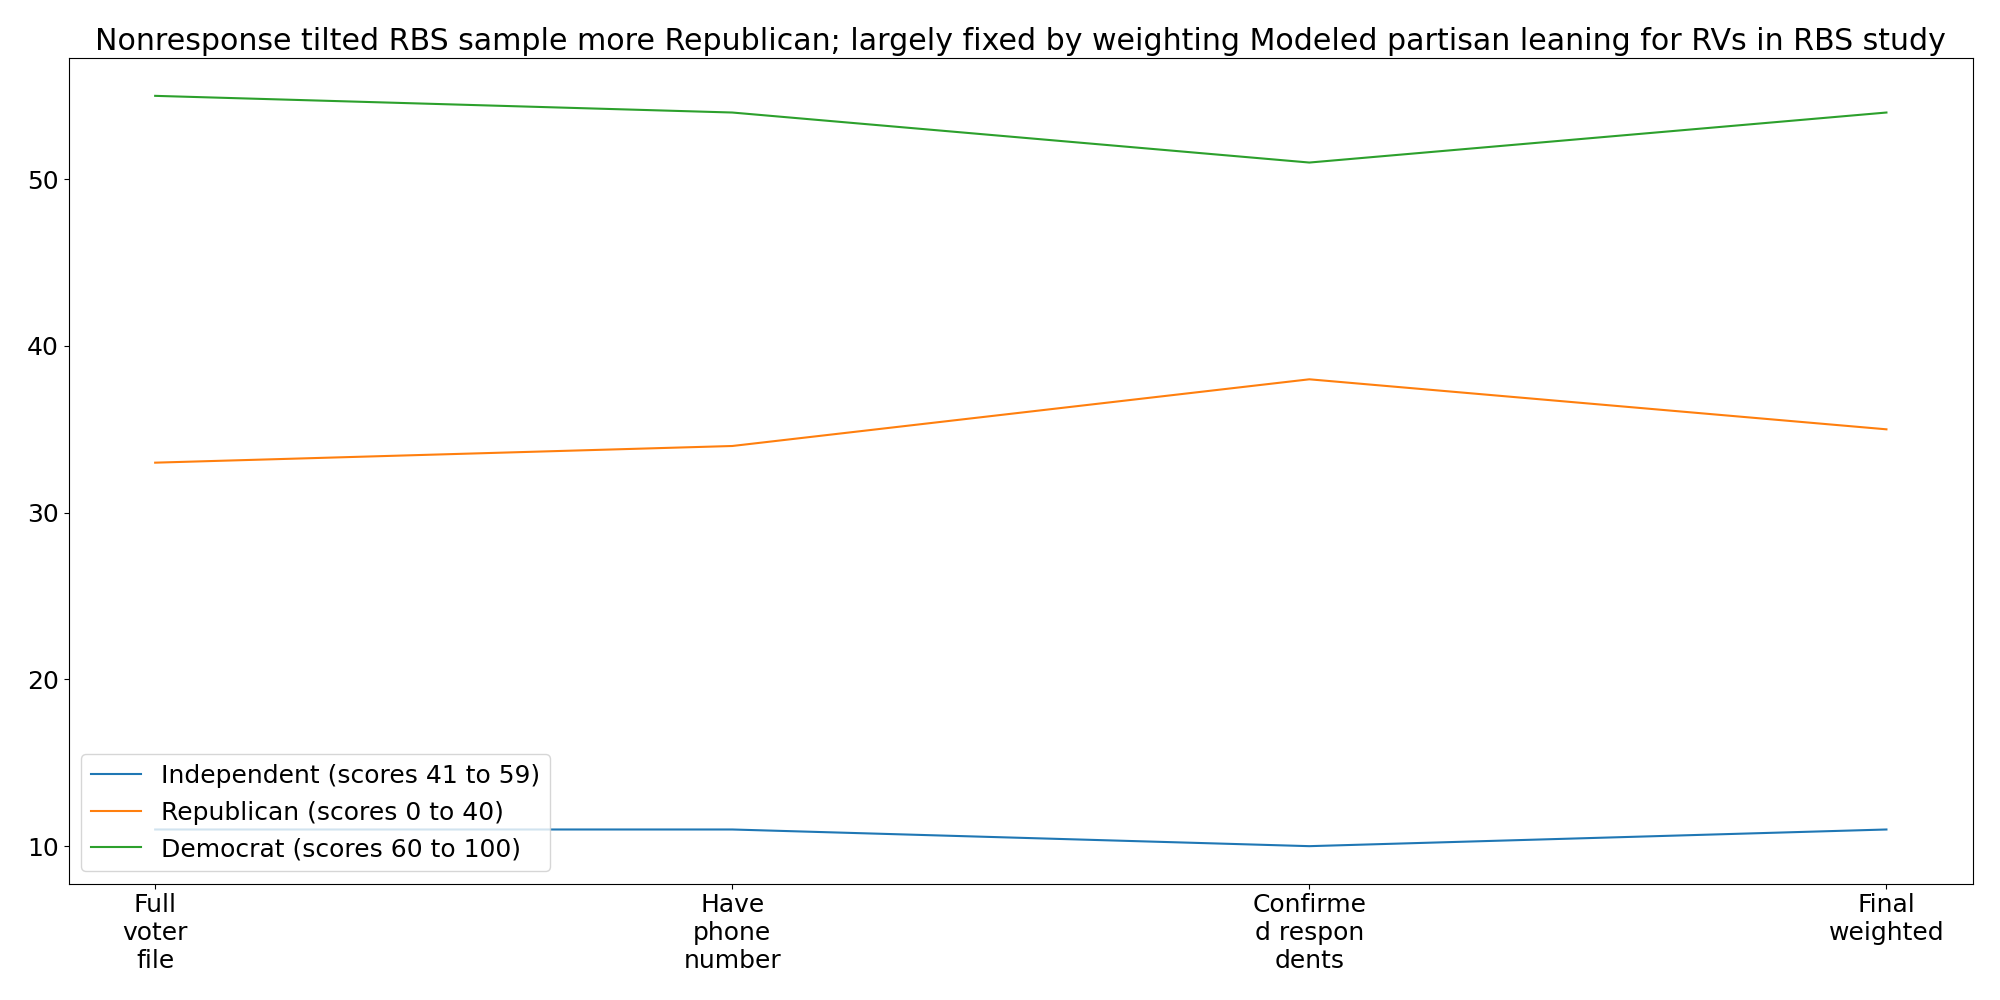 Nonresponse tilted RBS sample more Republican; largely fixed by weighting Modeled partisan leaning for RVs in RBS study
50
40
30
20
10
Independent (scores 41 to 59)
Republican (scores 0 to 40)
Democrat (scores 60 to 100)
Full
voter
file
Have
phone
number
Confirme
d respon
dents
Final
weighted